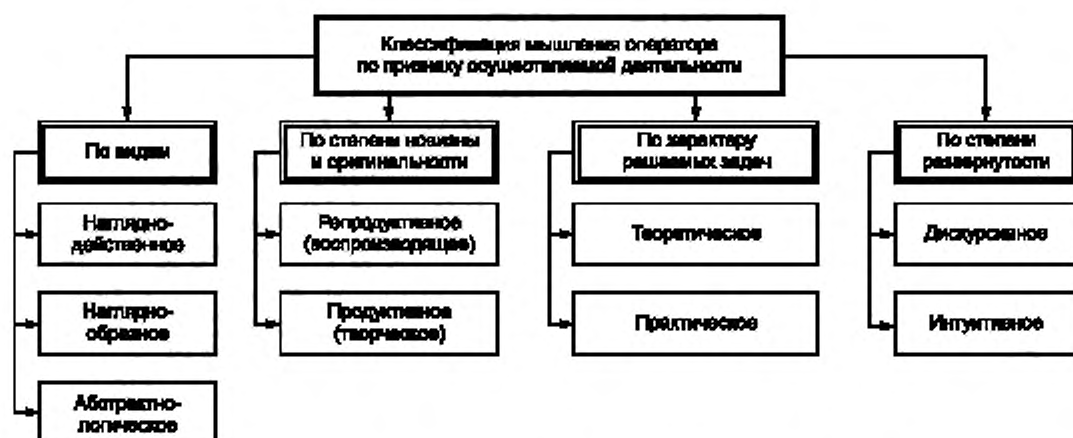 Классификация мышления оператора
по признаку осуществляемой деятельности
По видам
Наглядно-
действенное
Наглядно-
образное
Абстрактно-
логическое
По степени новизны
и оригинальности
Репродуктивное
(воспроизводящее)
Продуктивное
(творческое)
По характеру
решаемых задач
Теоретическое
Практическое
По степени
развернутости
Дискурсивное
Интуитивное